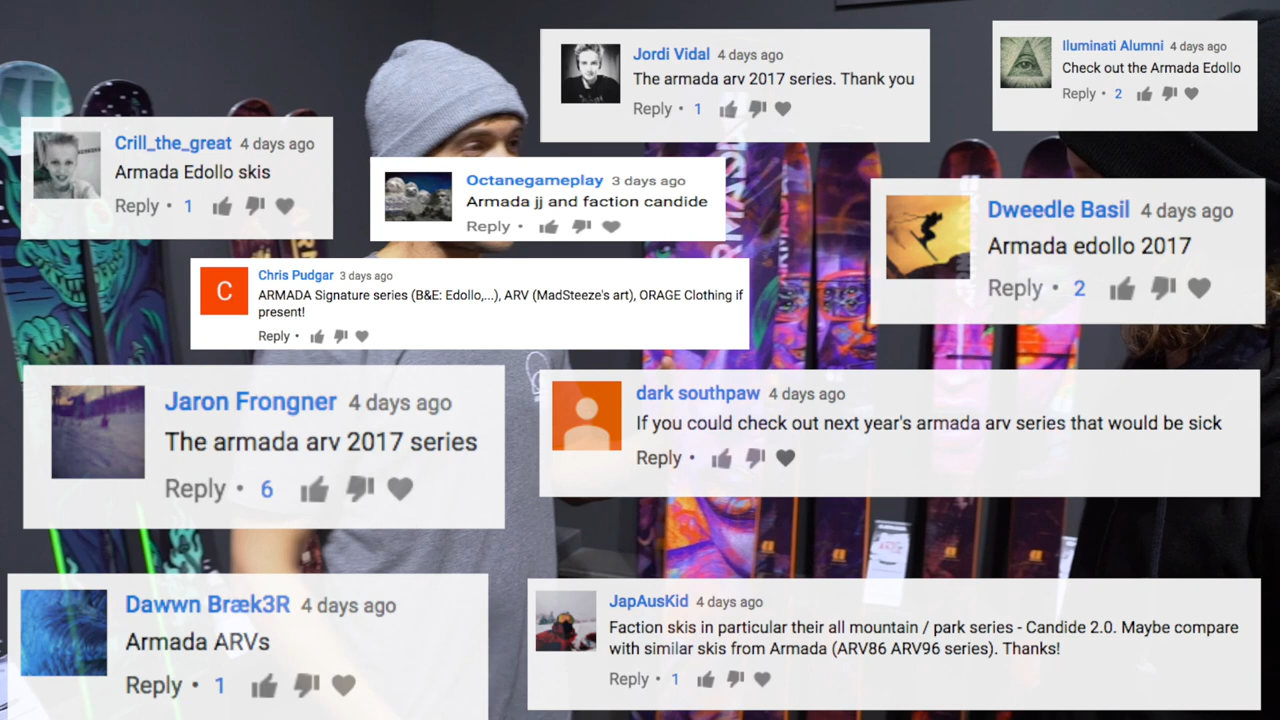 Jordi Vidal 4 days ago
The armada arv 2017 series. Thank you
Reply • 1
Iluminati Alumni 4 days ago
Check out the Armada Edollo
Reply • 2
Crill_the_great 4 days ago
Armada Edollo skis
Reply • 1
Octanegameplay 3 days ago
Armada jj and faction candide
Reply •
Dweedle Basil 4 days ago
Armada edollo 2017
Reply • 2
C
Chris Pudgar 3 days ago
ARMADA Signature series (B&E: Edollo,...), ARV (MadSteeze's art), ORAGE Clothing if
present!
Reply •
Jaron Frongner 4 days ago
The armada arv 2017 series
Reply • 6
dark southpaw 4 days ago
If you could check out next year's armada arv series that would be sick
Reply •
Dawwn Bræk3R 4 days ago
Armada ARVs
Reply • 1
JapAusKid 4 days ago
Faction skis in particular their all mountain / park series - Candide 2.0. Maybe compare
with similar skis from Armada (ARV86 ARV96 series). Thanks!
Reply • 1